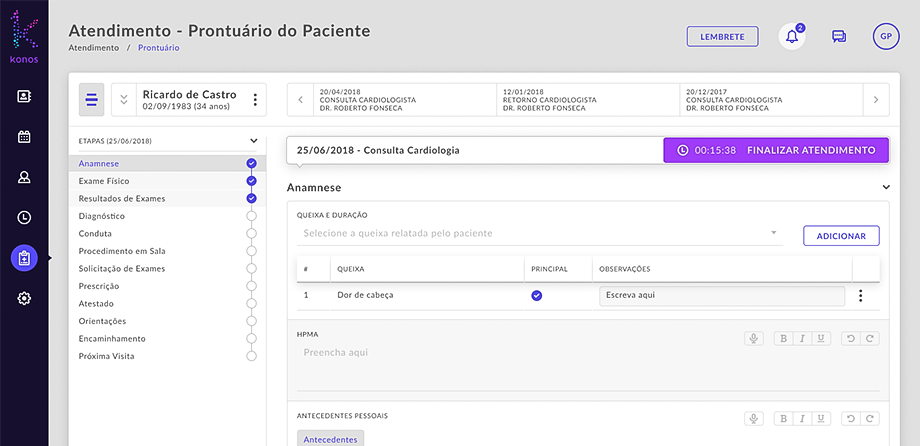 konos
Atendimento - Prontuário do Paciente
Atendimento / Prontuário
LEMBRETE
2
GP
Ricardo de Castro
02/09/1983 (34 anos)
20/04/2018
CONSULTA CARDIOLOGISTA
DR. ROBERTO FONSECA
12/01/2018
RETORNO CARDIOLOGISTA
DR. ROBERTO FONSECA
20/12/2017
CONSULTA CARDIOLOGISTA
DR. ROBERTO FONSECA
ETAPAS (25/06/2018)
Anamnese
Exame Físico
Resultados de Exames
Diagnóstico
Conduta
Procedimento em Sala
Solicitação de Exames
Prescrição
Atestado
Orientações
Encaminhamento
Próxima Visita
25/06/2018 - Consulta Cardiologia
00:15:38 FINALIZAR ATENDIMENTO
Anamnese
QUEIXA E DURAÇÃO
Selecione a queixa relatada pelo paciente
ADICIONAR
# QUEIXA PRINCIPAL OBSERVAÇÕES
1 Dor de cabeça Escreva aqui
HPMA
B I U
Preencha aqui
ANTECEDENTES PESSOAIS
B I U
Antecedentes